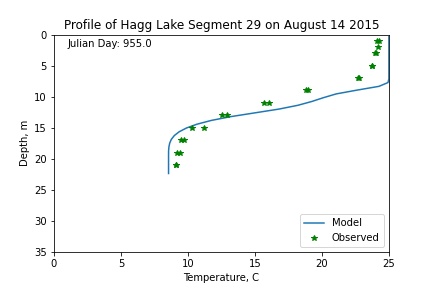 Profile of Hagg Lake Segment 29 on August 14 2015
Julian Day: 955.0
0
5
10
15
20
25
30
35
Depth, m
Model
Observed
0 5 10 15 20 25
Temperature, C